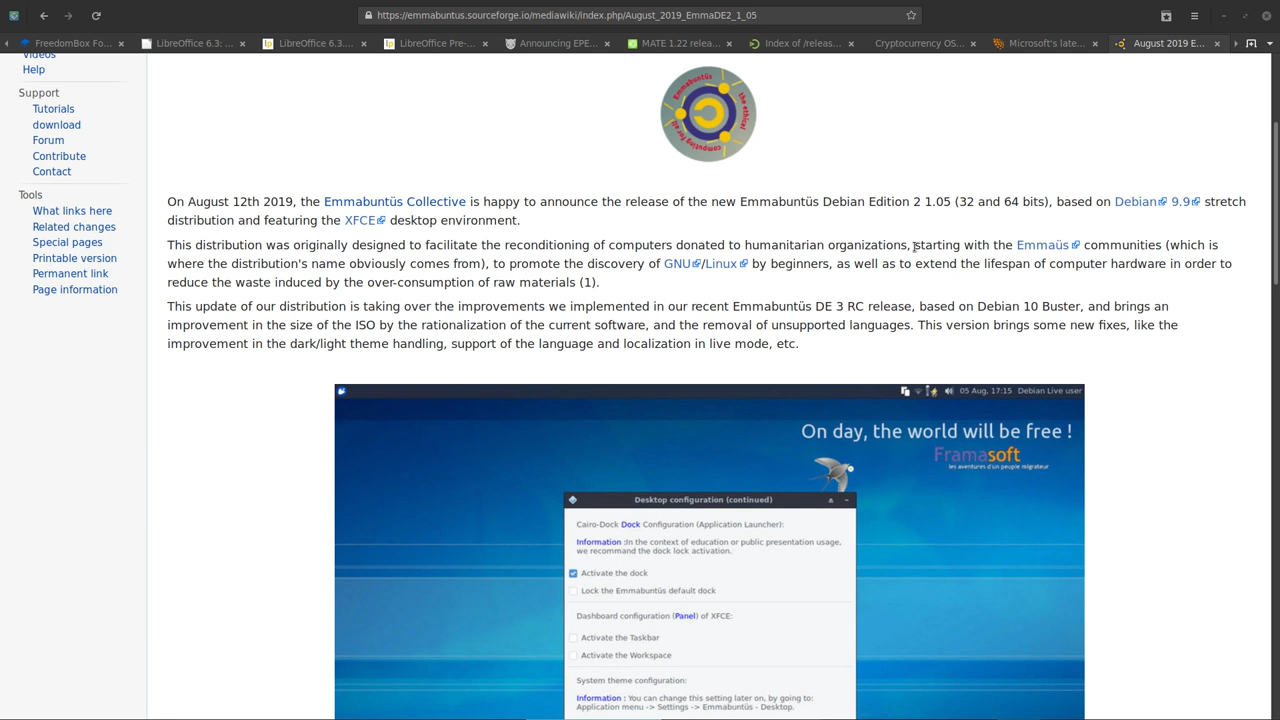 https://emmabuntus.sourceforge.io/mediawiki/index.php/August_2019_EmmaDE2_1_05
FreedomBox Fo...
LibreOffice 6.3: ...
LibreOffice 6.3....
LibreOffice Pre-...
Announcing EPE...
MATE 1.22 relea...
Index of /releas...
Cryptocurrency OS...
Microsoft's late...
August 2019 E...
Videos
Help
Support
Tutorials
download
Forum
Contribute
Contact
Tools
What links here
Related changes
Special pages
Printable version
Permanent link
Page information
Emmabuntüs the ethical computing for all
On August 12th 2019, the Emmabuntüs Collective is happy to announce the release of the new Emmabuntüs Debian Edition 2 1.05 (32 and 64 bits), based on Debian 9.9 stretch
distribution and featuring the XFCE desktop environment.
This distribution was originally designed to facilitate the reconditioning of computers donated to humanitarian organizations, starting with the Emmaüs communities (which is
where the distribution's name obviously comes from), to promote the discovery of GNU/Linux by beginners, as well as to extend the lifespan of computer hardware in order to
reduce the waste induced by the over-consumption of raw materials (1).
This update of our distribution is taking over the improvements we implemented in our recent Emmabuntüs DE 3 RC release, based on Debian 10 Buster, and brings an
improvement in the size of the ISO by the rationalization of the current software, and the removal of unsupported languages. This version brings some new fixes, like the
improvement in the dark/light theme handling, support of the language and localization in live mode, etc.
05 Aug, 17:15 Debian Live user
On day, the world will be free !
Framasoft
les aventures d'un peuple migrateur
Desktop configuration (continued)
Cairo-Dock Dock Configuration (Application Launcher):
Information :In the context of education or public presentation usage,
we recommand the dock lock activation.
Activate the dock
Lock the Emmabuntüs default dock
Dashboard configuration (Panel) of XFCE:
Activate the Taskbar
Activate the Workspace
System theme configuration:
Information : You can change this setting later on, by going to:
Application menu -> Settings -> Emmabuntüs - Desktop.